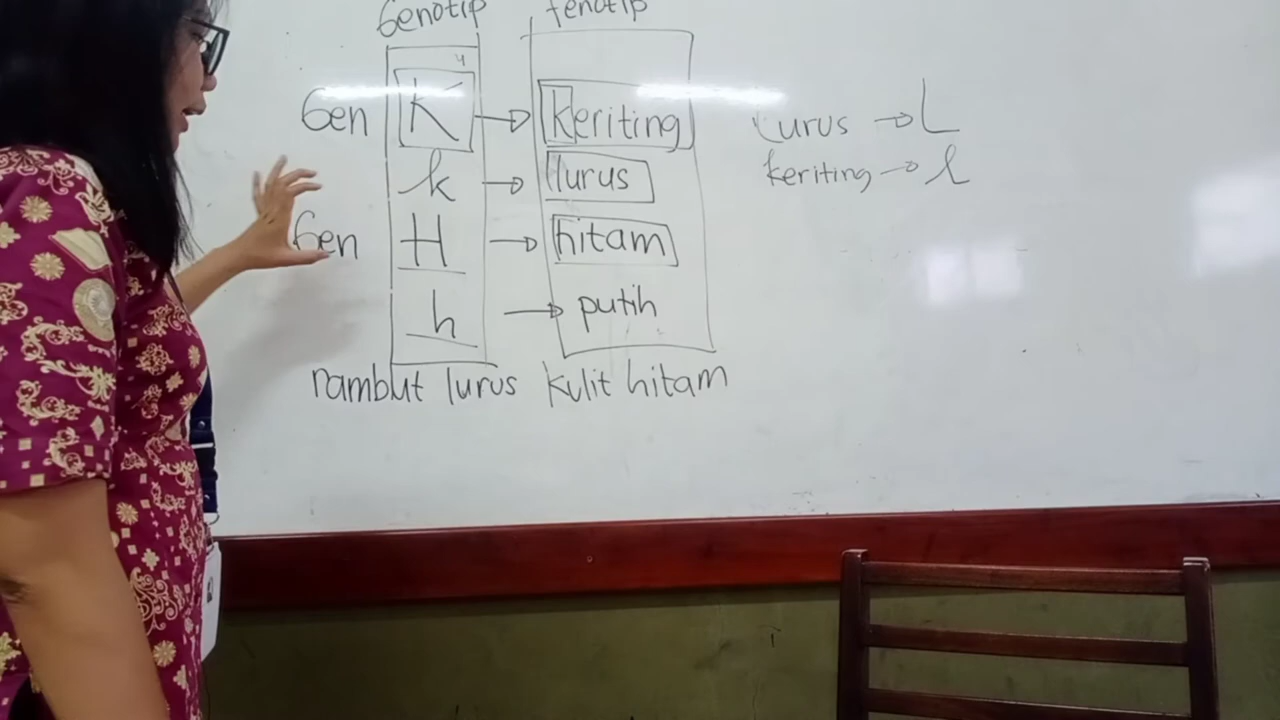 Genotip fenotip
Gen K → keriting
k → lurus
Gen H → hitam
h → putih
rambut lurus kulit hitam
Lurus → L
keriting → l